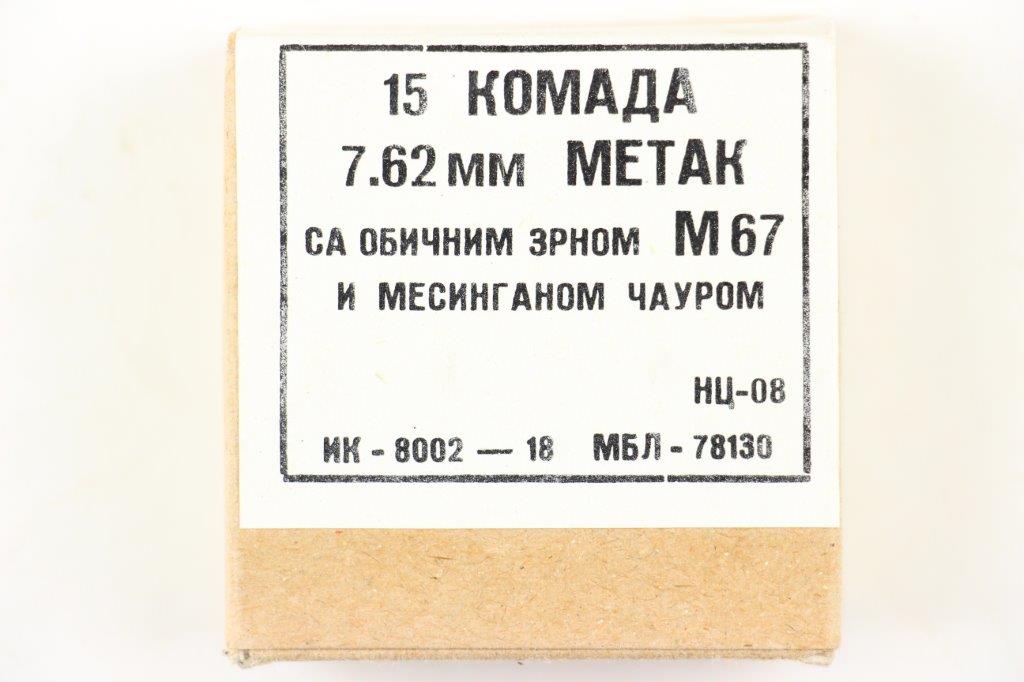 15 КОМАДА
7.62 мм МЕТАК
СА ОБИЧНИМ ЗРНОМ М 67
И МЕСИНГАНОМ ЧАУРОМ
НЦ-08
ИК - 8002 — 18 МБЛ - 78130